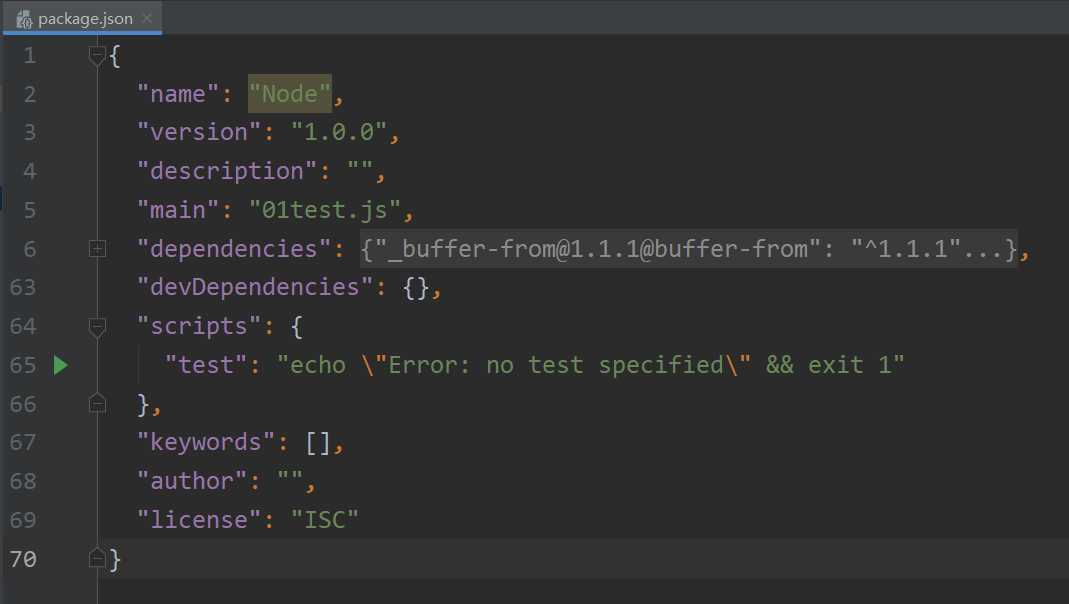 package.json
1 {
2 "name": "Node",
3 "version": "1.0.0",
4 "description": "",
5 "main": "01test.js",
6 "dependencies": {"_buffer-from@1.1.1@buffer-from": "^1.1.1"...},
63 "devDependencies": {},
64 "scripts": {
65 "test": "echo \"Error: no test specified\" && exit 1"
66 },
67 "keywords": [],
68 "author": "",
69 "license": "ISC"
70 }